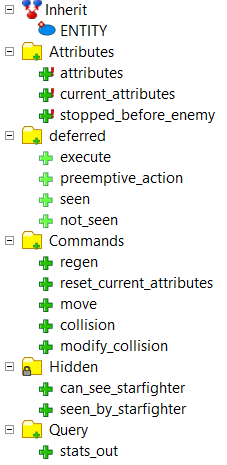 Inherit
ENTITY
Attributes
attributes
current_attributes
stopped_before_enemy
deferred
execute
preemptive_action
seen
not_seen
Commands
regen
reset_current_attributes
move
collision
modify_collision
Hidden
can_see_starfighter
seen_by_starfighter
Query
stats_out